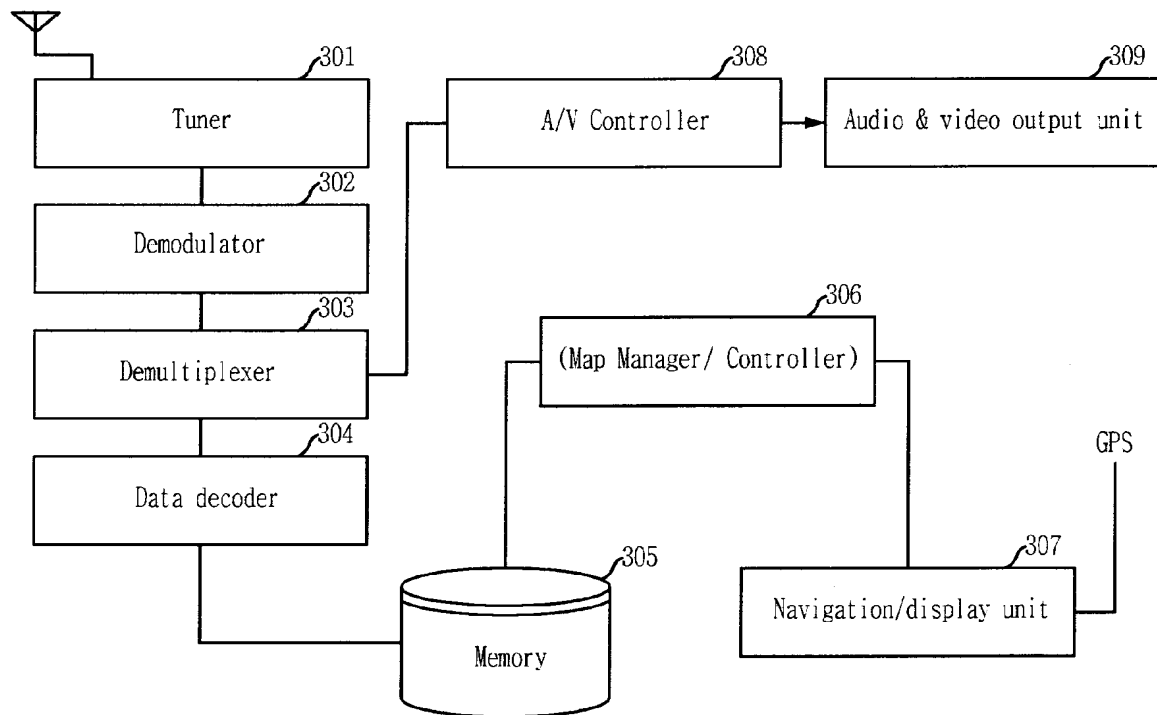 301
Tuner
308
A/V Controller
309
Audio & video output unit
302
Demodulator
303
Demultiplexer
306
(Map Manager/ Controller)
304
Data decoder
GPS
305
Memory
307
Navigation/display unit